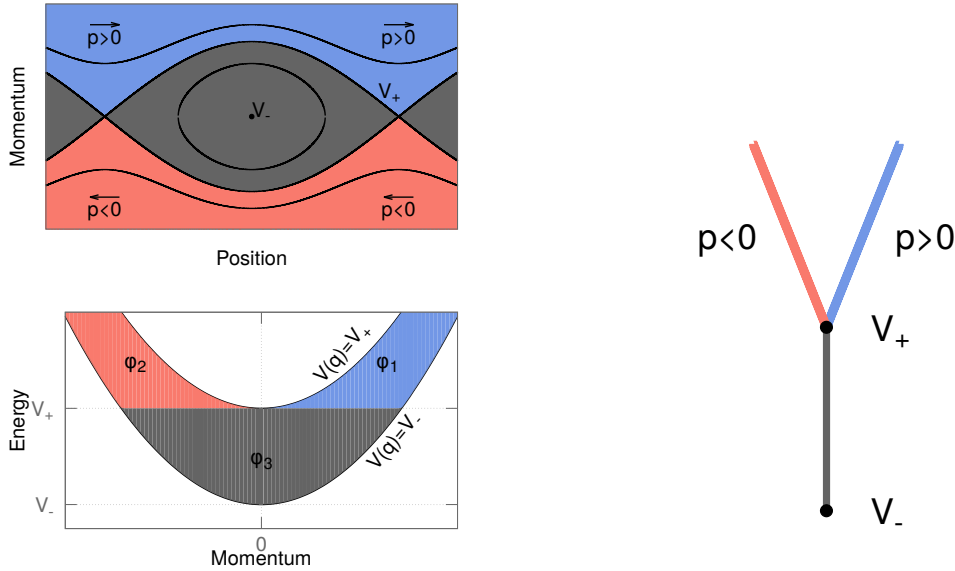 p>0
p>0
Momentum
V₊
V₋
p<0
p<0
Position
φ₂
V(q)=V₊
φ₁
Energy
V₊
V(q)=V₋
φ₃
V₋
0
Momentum
p<0
p>0
V₊
V₋